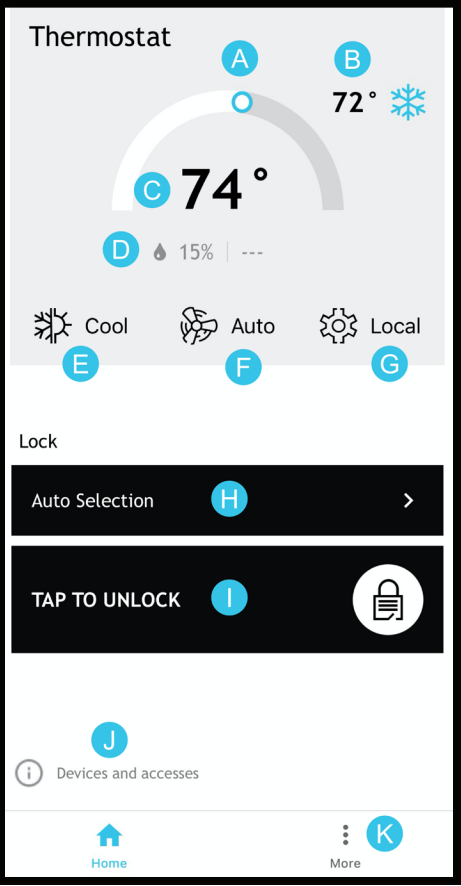 Thermostat
A
B
72°
C
74°
D
15% | ---
Cool
Auto
Local
E
F
G
Lock
Auto Selection
H
>
TAP TO UNLOCK
I
J
i
Devices and accesses
K
Home
More